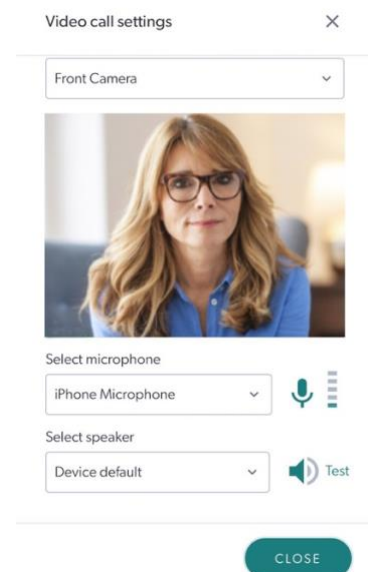 Video call settings
Front Camera
Select microphone
iPhone Microphone
Select speaker
Device default
Test
CLOSE